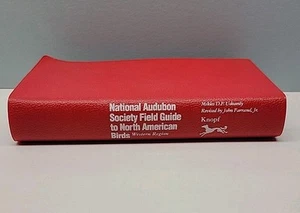 National Audubon
Society Field Guide
to North American
Birds Western Region
Miklos D.F. Udvardy
Revised by John Farrand, Jr.
Knopf